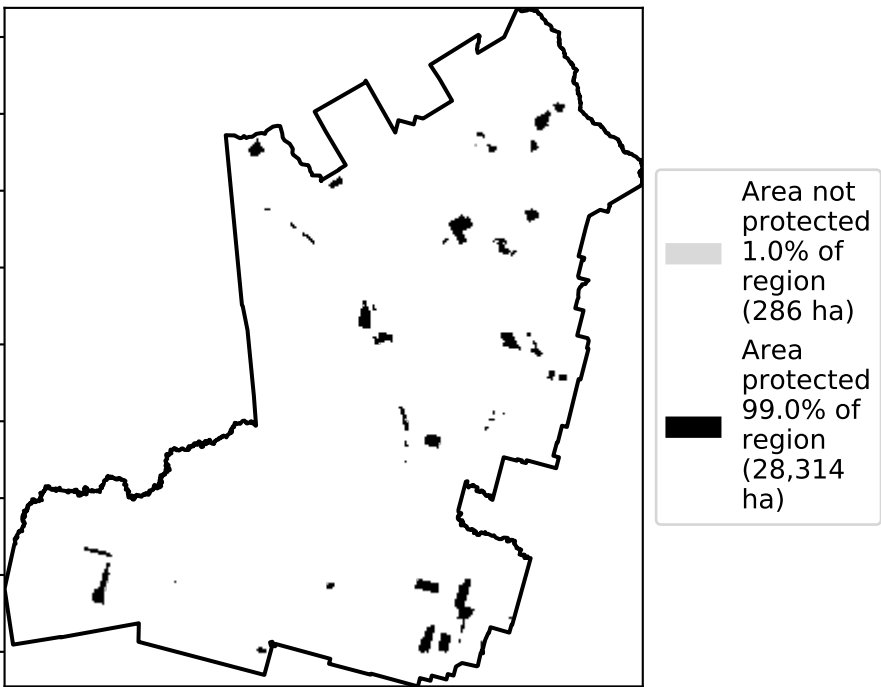 Area not
protected
1.0% of
region
(286 ha)
Area
protected
99.0% of
region
(28,314
ha)